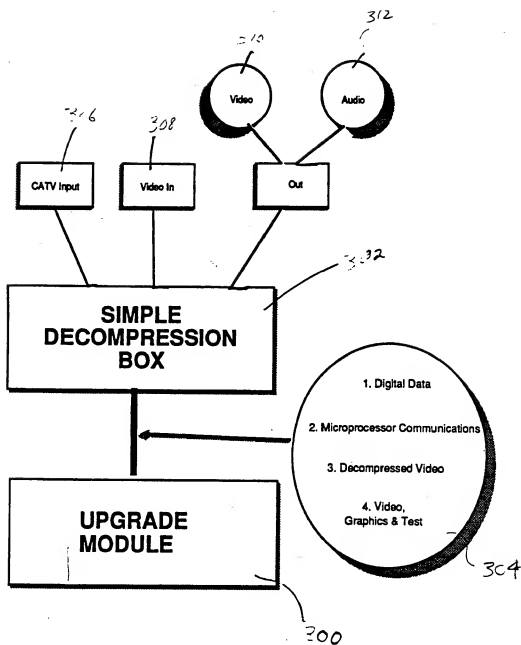 312
Video
Audio
308
CATV Input
Video In
Out
SIMPLE
DECOMPRESSION
BOX
1. Digital Data
2. Microprocessor Communications
3. Decompressed Video
4. Video,
Graphics & Test
UPGRADE
MODULE
304
300